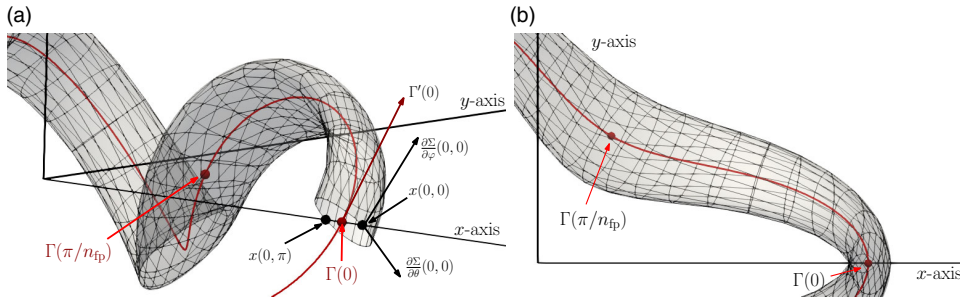 (a)
Γ′(0)
y-axis
∂Σ/∂φ(0, 0)
x(0, 0)
x-axis
Γ(π/n_fp)
x(0, π)
Γ(0)
∂Σ/∂θ(0, 0)
(b)
y-axis
Γ(π/n_fp)
Γ(0)
x-axis